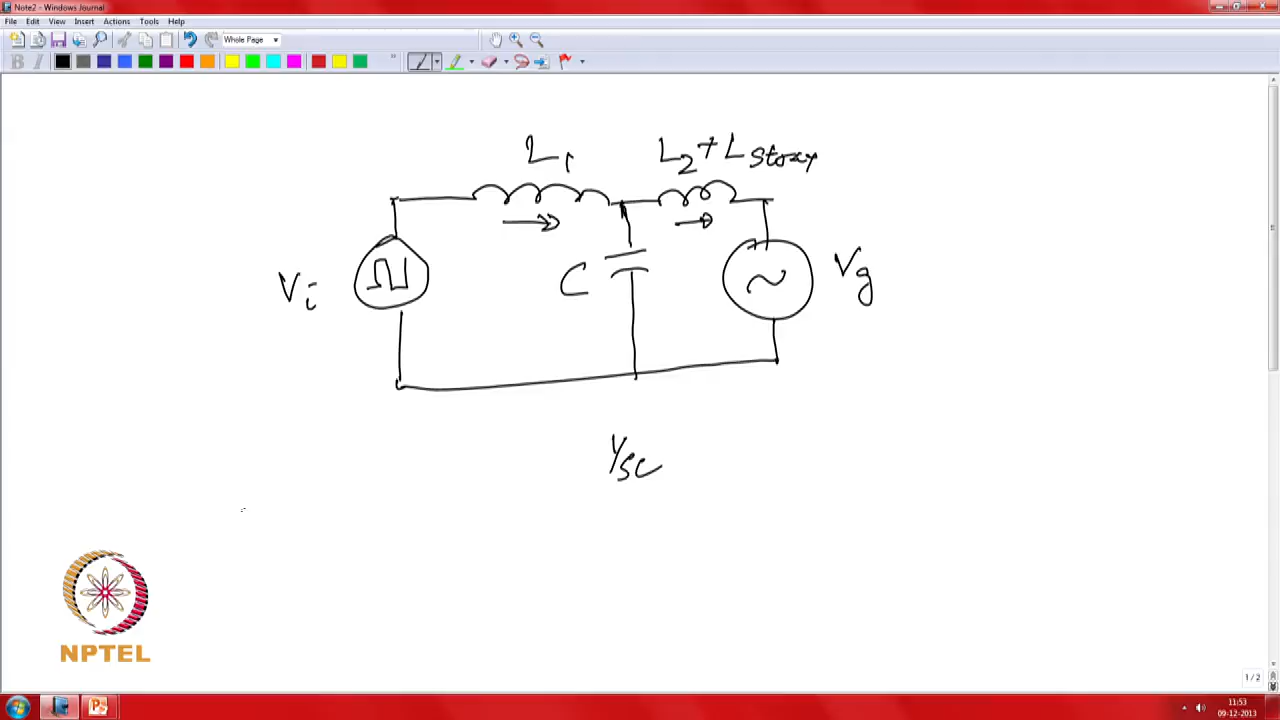 Note2 - Windows Journal
File Edit View Insert Actions Tools Help
Whole Page
B I
L1
L2 + Lstray
Vi
C
Vg
1/sC
NPTEL
1 / 2
11:53
09-12-2013